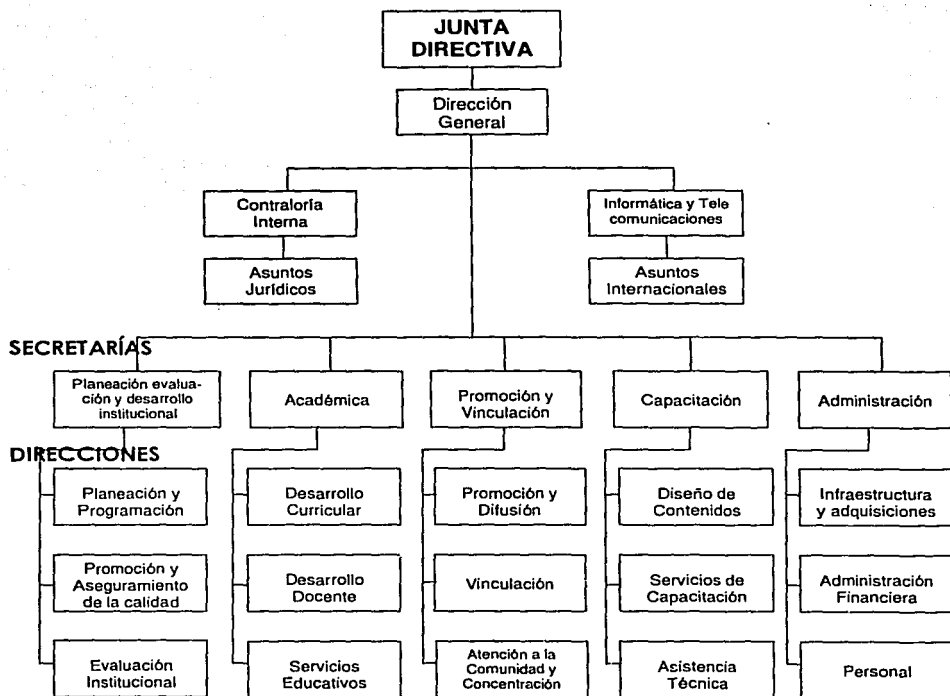 JUNTA
DIRECTIVA
Dirección
General
Contraloría
Interna
Informática y Tele
comunicaciones
Asuntos
Jurídicos
Asuntos
Internacionales
SECRETARÍAS
Planeación evalua-
ción y desarrollo
institucional
Académica
Promoción y
Vinculación
Capacitación
Administración
DIRECCIONES
Planeación y
Programación
Desarrollo
Curricular
Promoción y
Difusión
Diseño de
Contenidos
Infraestructura
y adquisiciones
Promoción y
Aseguramiento
de la calidad
Desarrollo
Docente
Vinculación
Servicios de
Capacitación
Administración
Financiera
Evaluación
Institucional
Servicios
Educativos
Atención a la
Comunidad y
Concentración
Asistencia
Técnica
Personal